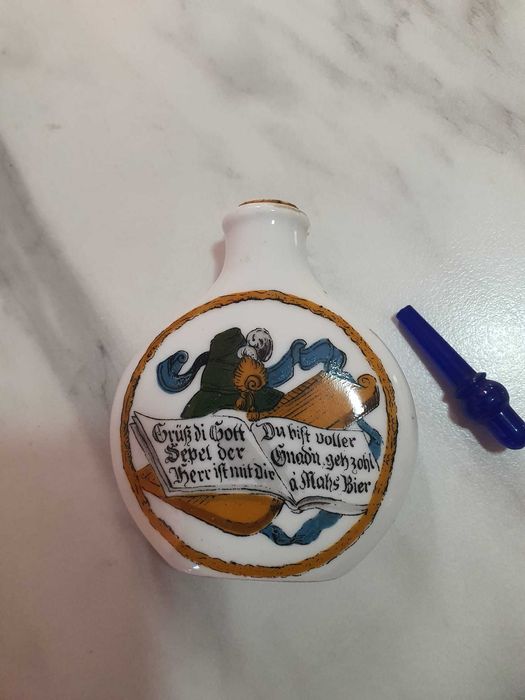 Grüß di Gott
Sepel der
Herr ist mit dir
Du bist voller
Gnadn, geh zohl
à Mahs Bier